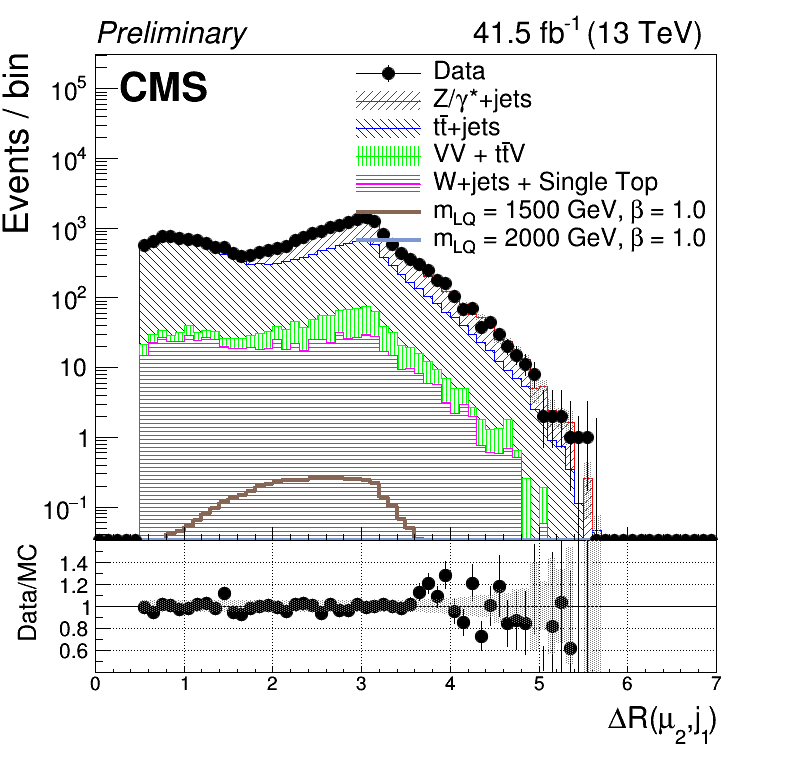 Preliminary 41.5 fb⁻¹ (13 TeV)
CMS
Events / bin
10⁵
10⁴
10³
10²
10
1
10⁻¹
Data
Z/γ*+jets
tt̄+jets
VV + tt̄V
W+jets + Single Top
m_LQ = 1500 GeV, β = 1.0
m_LQ = 2000 GeV, β = 1.0
Data/MC
1.4
1.2
1
0.8
0.6
0 1 2 3 4 5 6 7
ΔR(μ₂,j₁)